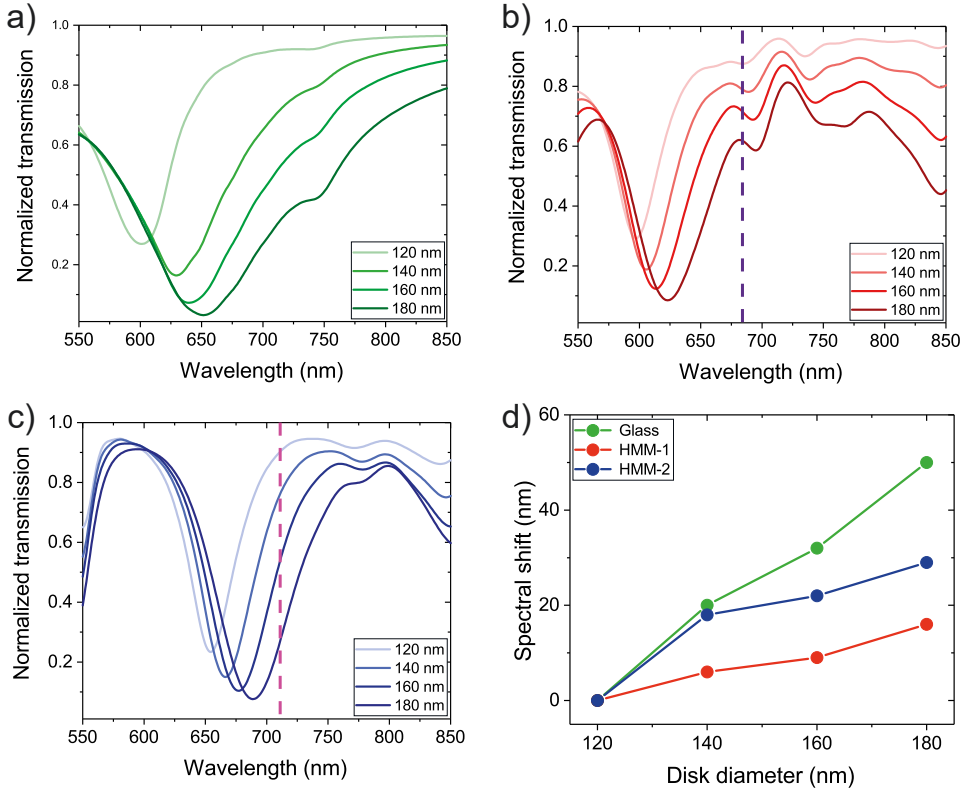 a)
Normalized transmission
1.0
0.8
0.6
0.4
0.2
120 nm
140 nm
160 nm
180 nm
550 600 650 700 750 800 850
Wavelength (nm)
b)
Normalized transmission
1.0
0.8
0.6
0.4
0.2
120 nm
140 nm
160 nm
180 nm
550 600 650 700 750 800 850
Wavelength (nm)
c)
Normalized transmission
1.0
0.8
0.6
0.4
0.2
120 nm
140 nm
160 nm
180 nm
550 600 650 700 750 800 850
Wavelength (nm)
d)
Spectral shift (nm)
60
40
20
0
Glass
HMM-1
HMM-2
120 140 160 180
Disk diameter (nm)